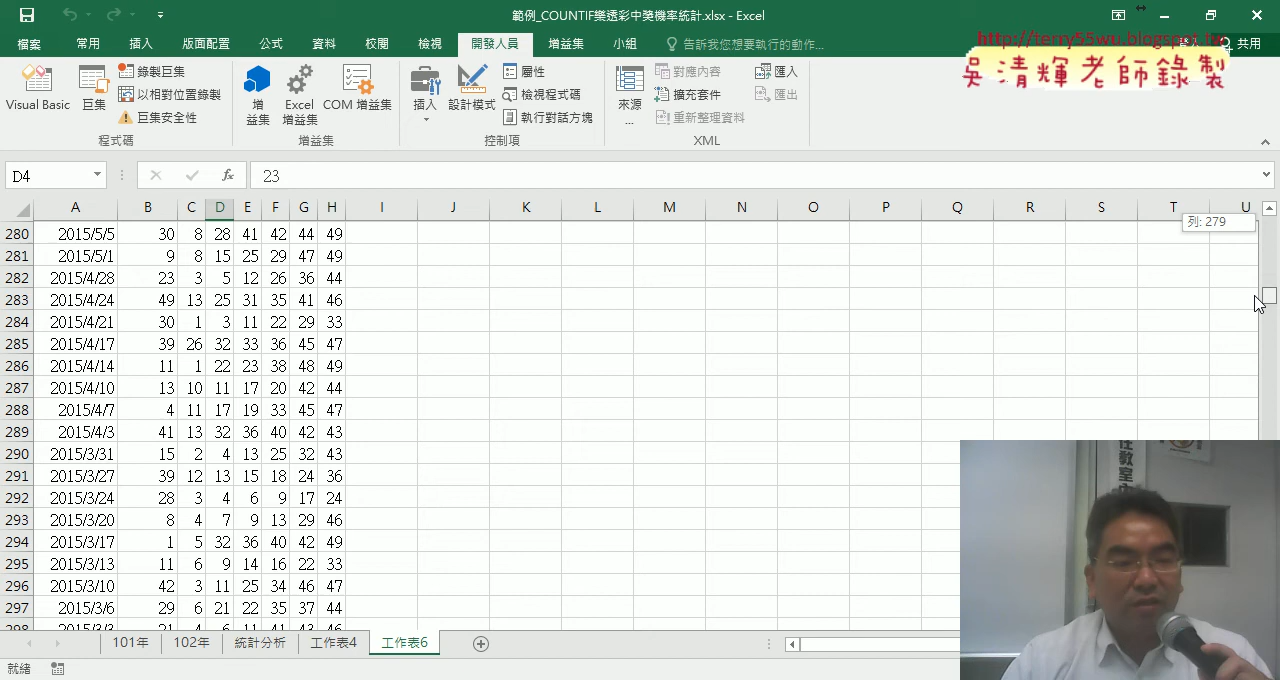 範例_COUNTIF樂透彩中獎機率統計.xlsx - Excel
檔案 常用 插入 版面配置 公式 資料 校閱 檢視 開發人員 增益集 小組 告訴我您想要執行的動作... 共用
http://terry55wu.blogspot.tw
吳清輝老師錄製
Visual Basic 巨集 錄製巨集 以相對位置錄製 巨集安全性 程式碼
增益集 Excel 增益集 COM 增益集 增益集
插入 設計模式 屬性 檢視程式碼 執行對話方塊 控制項
來源... 對應內容 擴充套件 重新整理資料 匯入 匯出 XML
D4 fx 23
A B C D E F G H I J K L M N O P Q R S T U
列: 279
280 2015/5/5 30 8 28 41 42 44 49
281 2015/5/1 9 8 15 25 29 47 49
282 2015/4/28 23 3 5 12 26 36 44
283 2015/4/24 49 13 25 31 35 41 46
284 2015/4/21 30 1 3 11 22 29 33
285 2015/4/17 39 26 32 33 36 45 47
286 2015/4/14 11 1 22 23 38 48 49
287 2015/4/10 13 10 11 17 20 42 44
288 2015/4/7 4 11 17 19 33 45 47
289 2015/4/3 41 13 32 36 40 42 43
290 2015/3/31 15 2 4 13 25 32 43
291 2015/3/27 39 12 13 15 18 24 36
292 2015/3/24 28 3 4 6 9 17 24
293 2015/3/20 8 4 7 9 13 29 46
294 2015/3/17 1 5 32 36 40 42 49
295 2015/3/13 11 6 9 14 16 22 33
296 2015/3/10 42 3 11 25 34 46 47
297 2015/3/6 29 6 21 22 35 37 44
101年 102年 統計分析 工作表4 工作表6
就緒